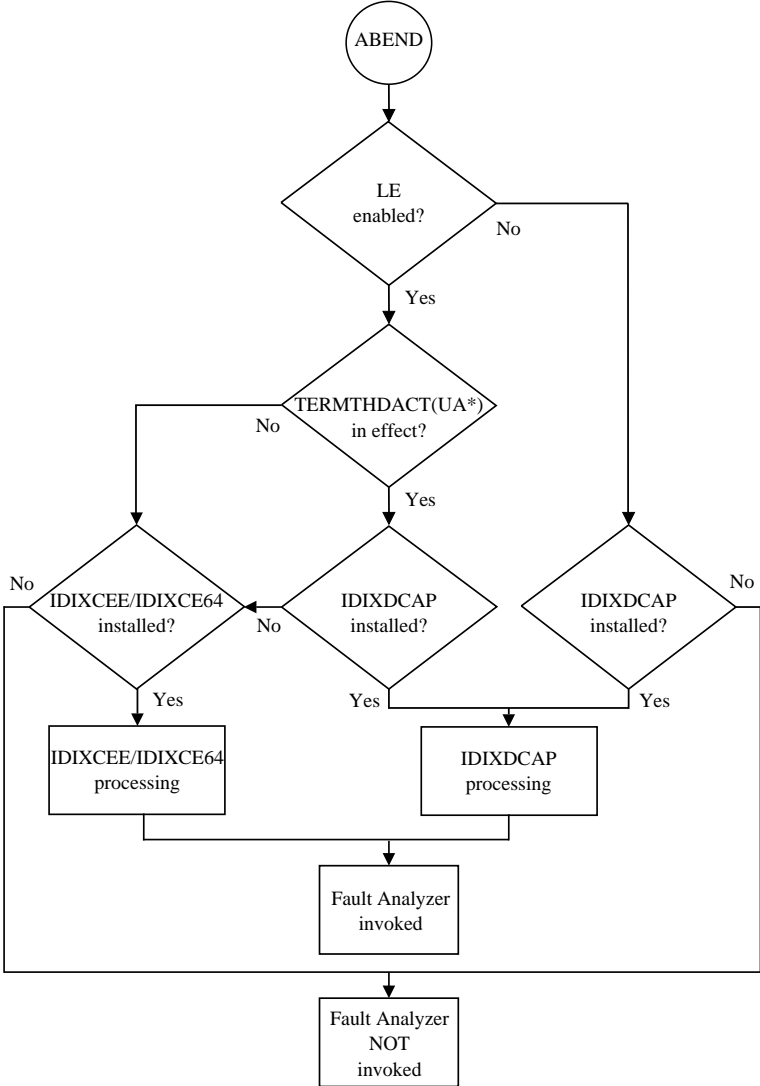 ABEND
LE
enabled?
No
Yes
TERMTHDACT(UA*)
in effect?
No
Yes
No
IDIXCEE/IDIXCE64
installed?
No
IDIXDCAP
installed?
IDIXDCAP
installed?
No
Yes
Yes
Yes
IDIXCEE/IDIXCE64
processing
IDIXDCAP
processing
Fault Analyzer
invoked
Fault Analyzer
NOT
invoked